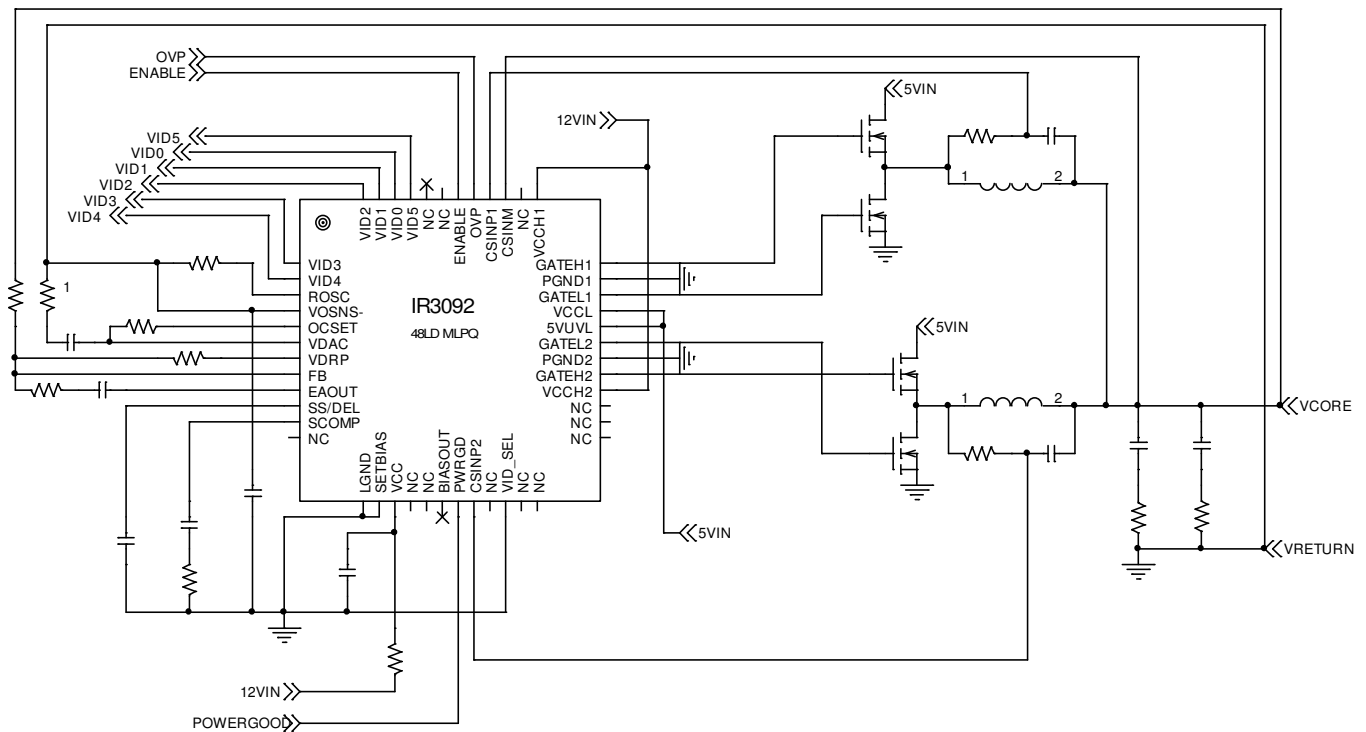 OVP
ENABLE
5VIN
12VIN
VID5
VID0
VID1
VID2
VID3
VID4
1
2
VID2
VID1
VID0
VID5
NC
NC
ENABLE
OVP
CSINP1
CSINM
NC
VCCH1
VID3
VID4
ROSC
VOSNS-
OCSET
VDAC
VDRP
FB
EAOUT
SS/DEL
SCOMP
NC
1
IR3092
48LD MLPQ
GATEH1
PGND1
GATEL1
VCCL
5VUVL
GATEL2
PGND2
GATEH2
VCCH2
NC
NC
NC
5VIN
1
2
VCORE
LGND
SETBIAS
VCC
NC
NC
BIASOUT
PWRGD
CSINP2
NC
VID_SEL
NC
NC
5VIN
VRETURN
12VIN
POWERGOOD